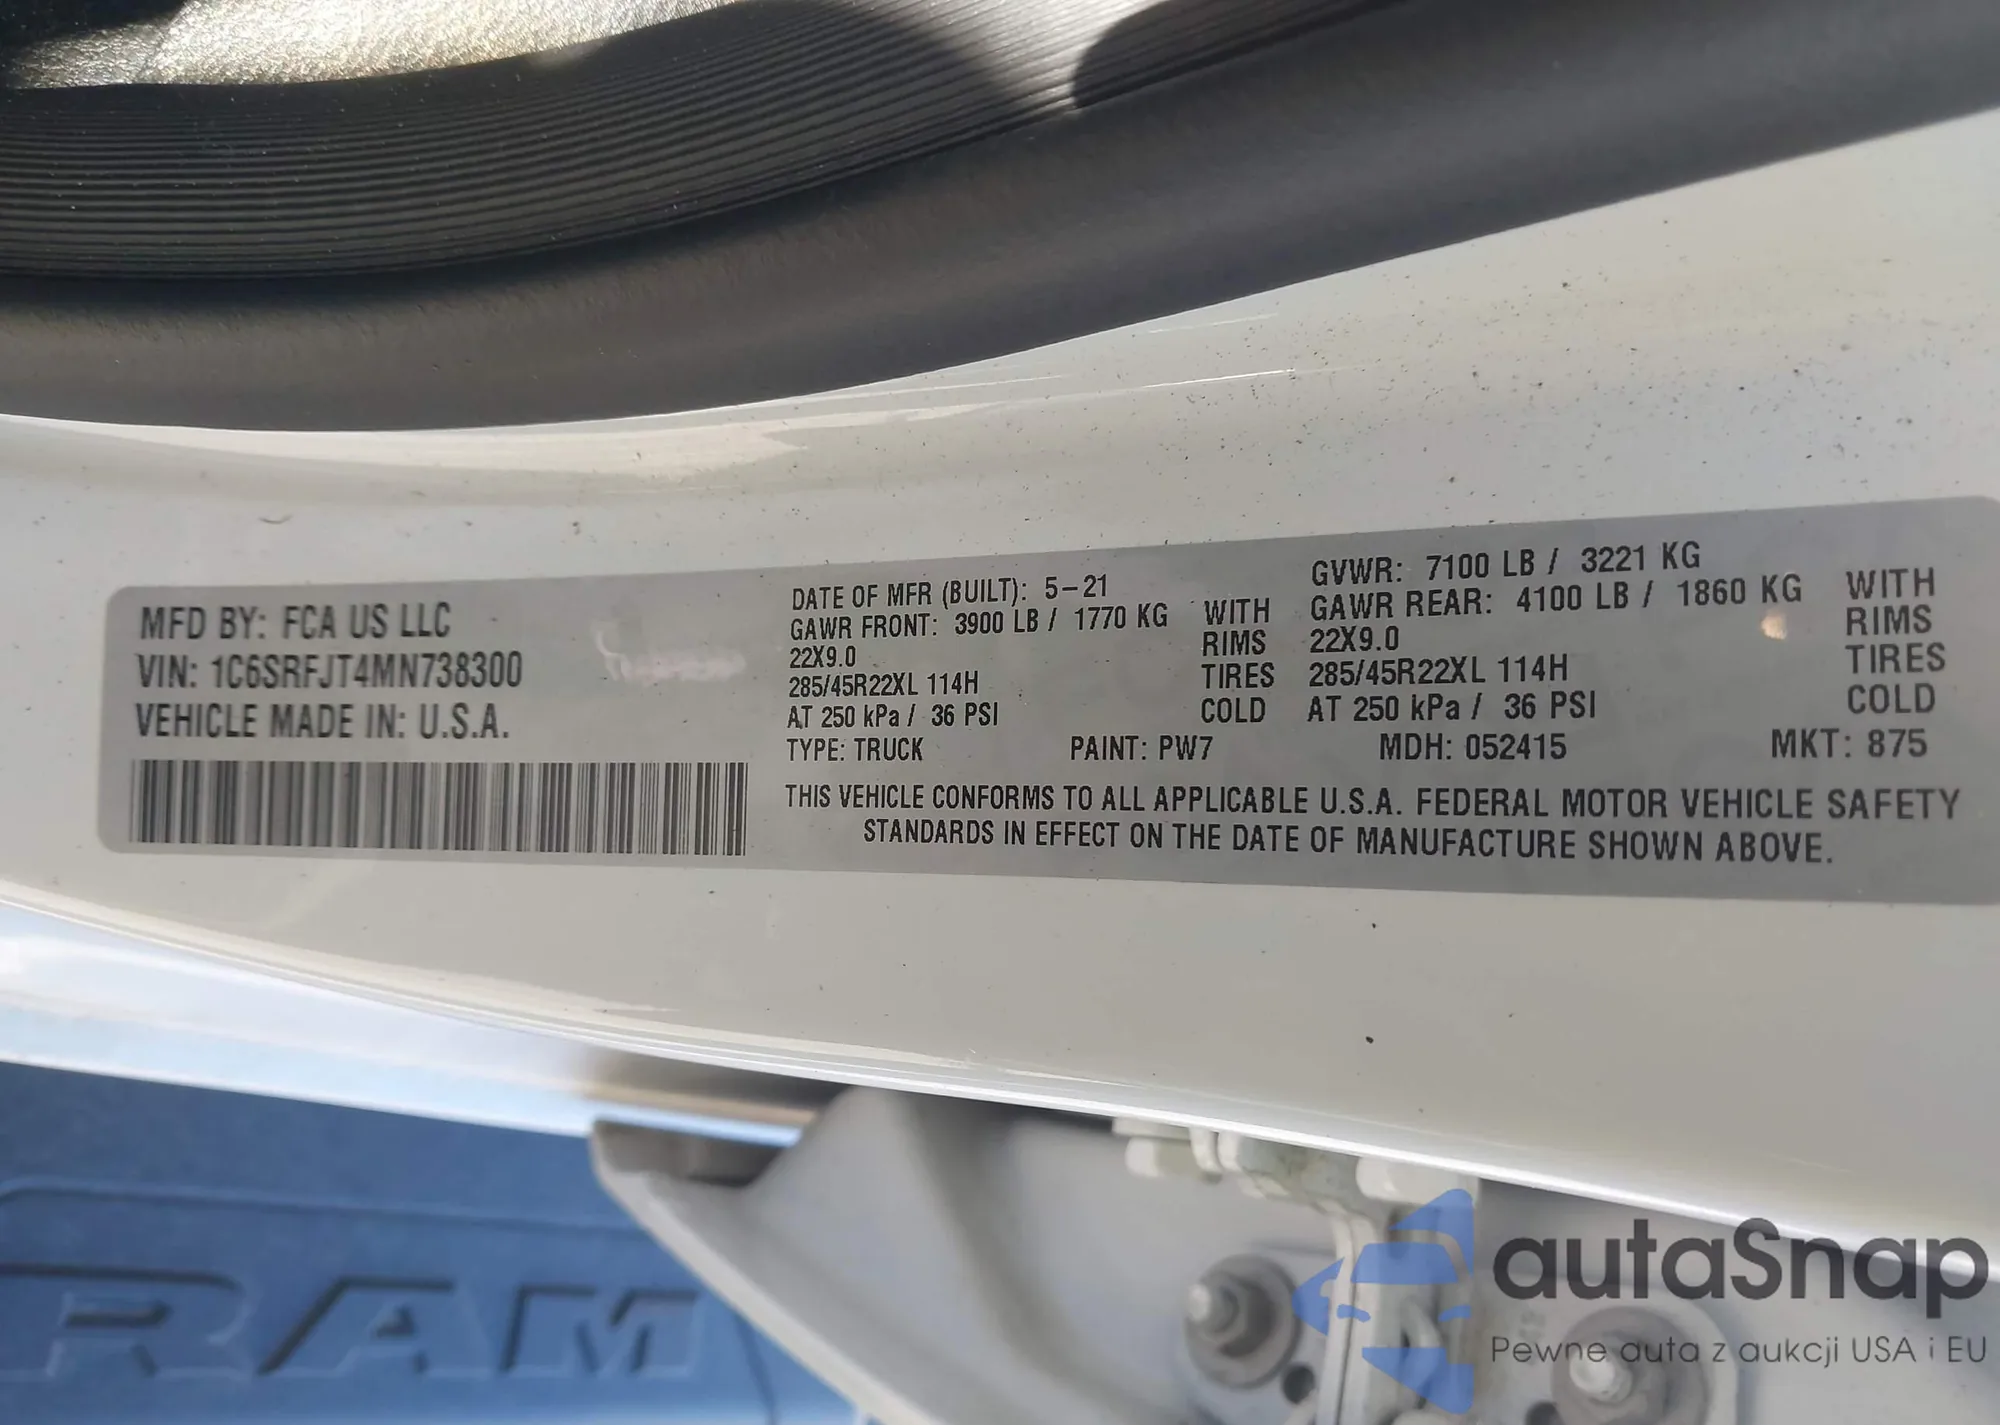 MFD BY: FCA US LLC
VIN: 1C6SRFJT4MN738300
VEHICLE MADE IN: U.S.A.
DATE OF MFR (BUILT): 5-21
GAWR FRONT: 3900 LB / 1770 KG WITH
22X9.0 RIMS
285/45R22XL 114H TIRES
AT 250 kPa / 36 PSI COLD
GVWR: 7100 LB / 3221 KG
GAWR REAR: 4100 LB / 1860 KG WITH
22X9.0 RIMS
285/45R22XL 114H TIRES
AT 250 kPa / 36 PSI COLD
TYPE: TRUCK PAINT: PW7 MDH: 052415 MKT: 875
THIS VEHICLE CONFORMS TO ALL APPLICABLE U.S.A. FEDERAL MOTOR VEHICLE SAFETY
STANDARDS IN EFFECT ON THE DATE OF MANUFACTURE SHOWN ABOVE.
RAM
autaSnap
Pewne auta z aukcji USA i EU